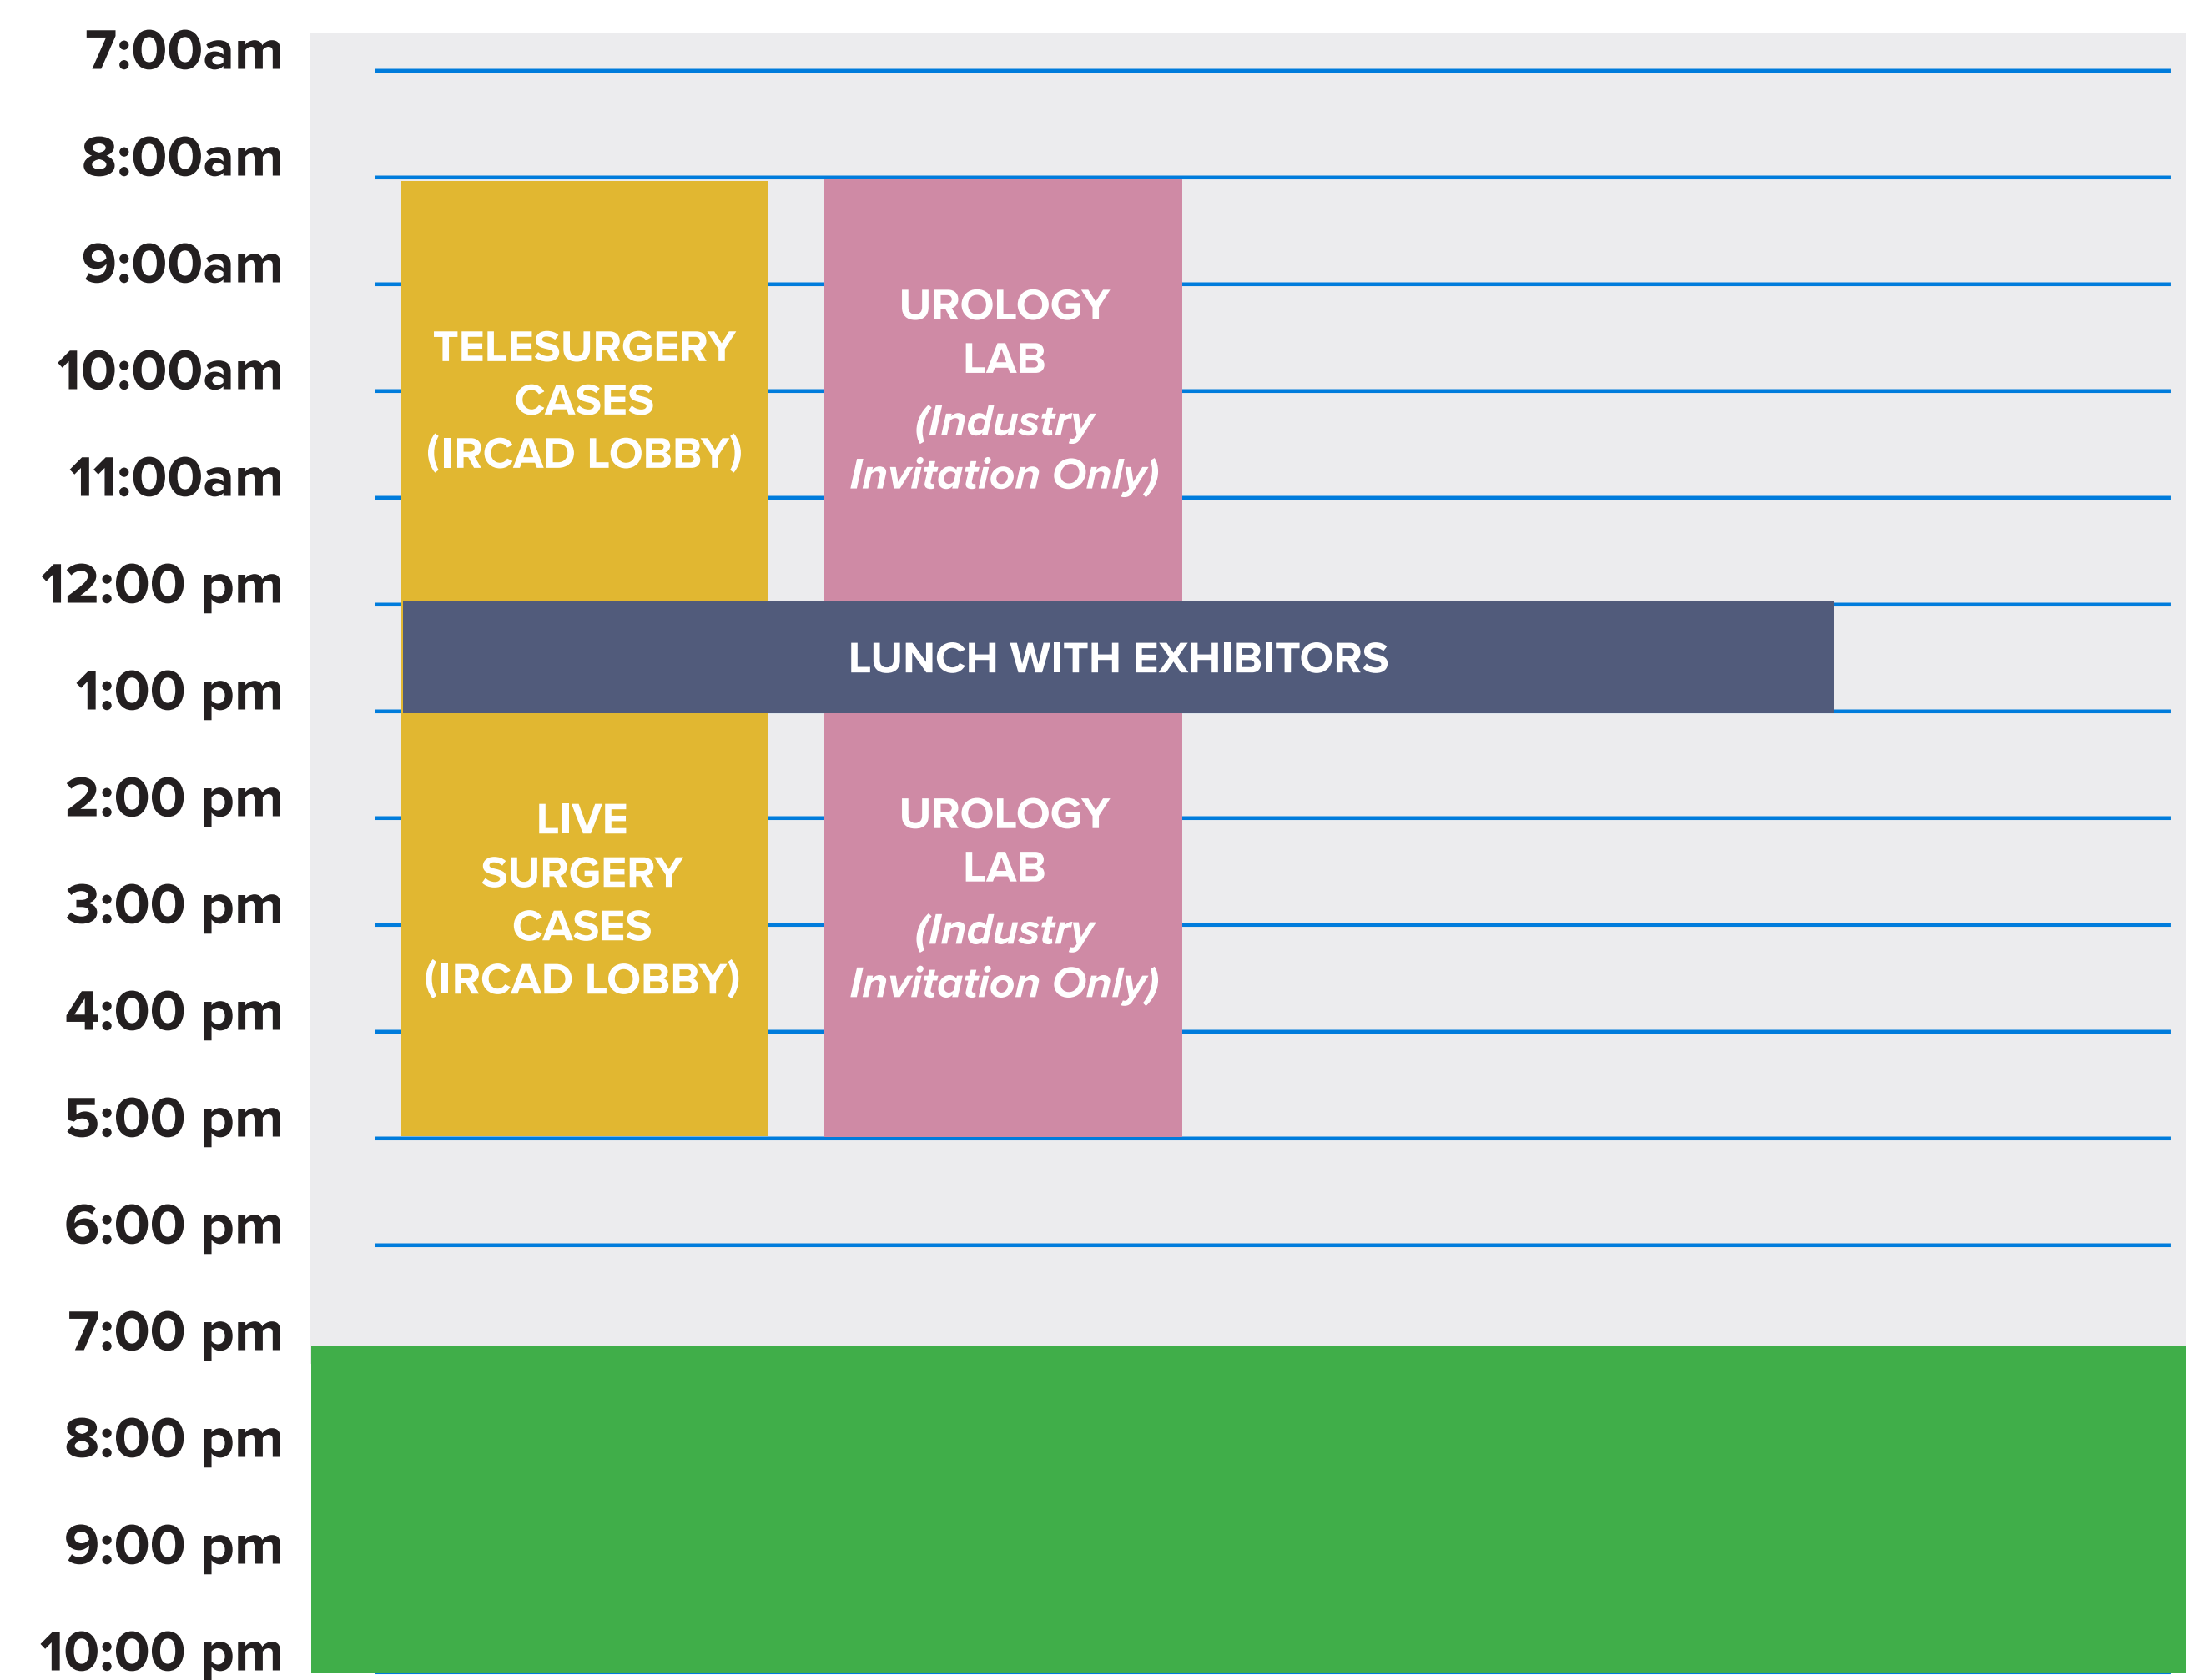 7:00am
8:00am
9:00am
10:00am
11:00am
12:00 pm
1:00 pm
2:00 pm
3:00 pm
4:00 pm
5:00 pm
6:00 pm
7:00 pm
8:00 pm
9:00 pm
10:00 pm
TELESURGERY
CASES
(IRCAD LOBBY)
UROLOGY
LAB
(Industry
Invitation Only)
LUNCH WITH EXHIBITORS
LIVE
SURGERY
CASES
(IRCAD LOBBY)
UROLOGY
LAB
(Industry
Invitation Only)